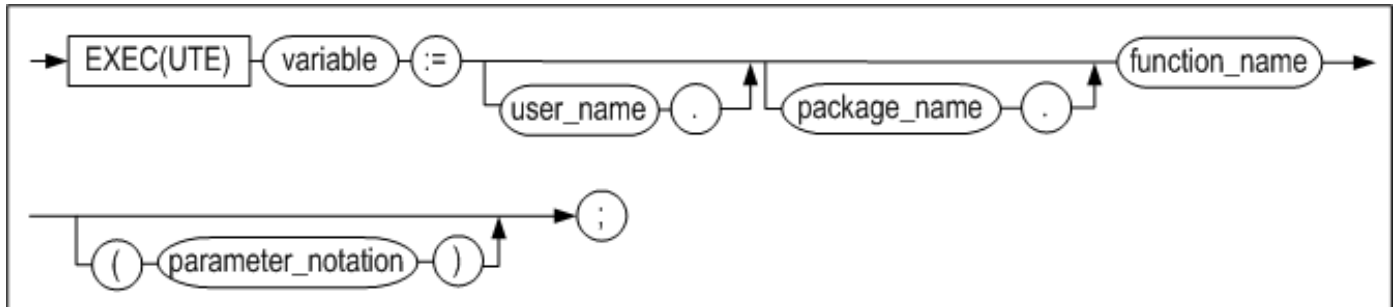 EXEC(UTE) variable := function_name
user_name . package_name .
;
( parameter_notation )